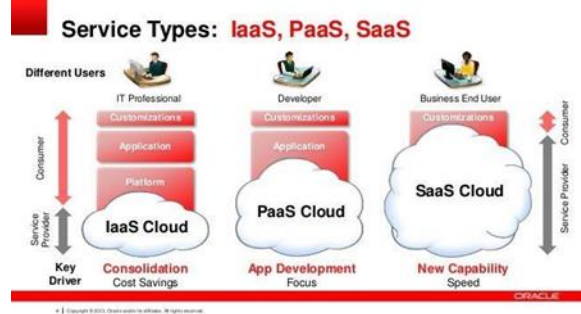 Service Types: IaaS, PaaS, SaaS
Different Users
IT Professional
Developer
Business End User
Customizations
Customizations
Customizations
Application
Application
Platform
Consumer
Service
Provider
IaaS Cloud
PaaS Cloud
SaaS Cloud
Consumer
Service Provider
Key
Driver
Consolidation
Cost Savings
App Development
Focus
New Capability
Speed
ORACLE